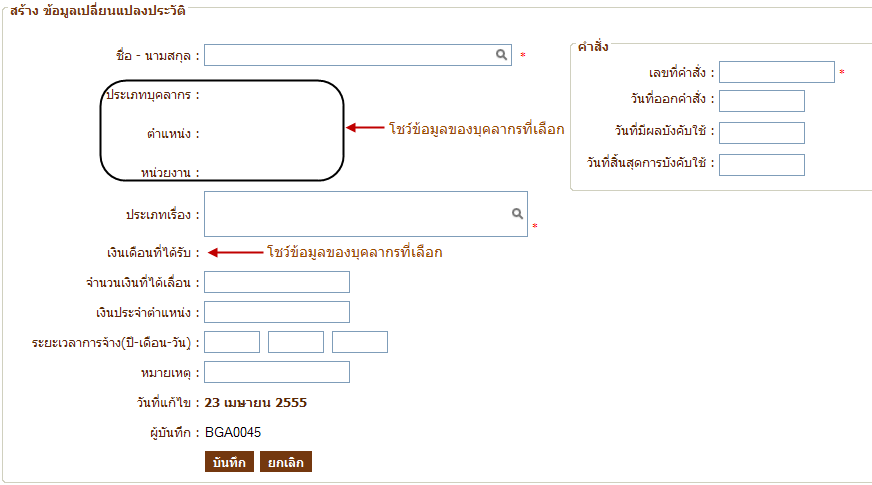 สร้าง ข้อมูลเปลี่ยนแปลงประวัติ
ชื่อ - นามสกุล : *
ประเภทบุคลากร :
ตำแหน่ง :
หน่วยงาน :
โชว์ข้อมูลของบุคลากรที่เลือก
คำสั่ง
เลขที่คำสั่ง : *
วันที่ออกคำสั่ง :
วันที่มีผลบังคับใช้ :
วันที่สิ้นสุดการบังคับใช้ :
ประเภทเรื่อง : *
เงินเดือนที่ได้รับ : โชว์ข้อมูลของบุคลากรที่เลือก
จำนวนเงินที่ได้เลื่อน :
เงินประจำตำแหน่ง :
ระยะเวลาการจ้าง(ปี-เดือน-วัน) :
หมายเหตุ :
วันที่แก้ไข : 23 เมษายน 2555
ผู้บันทึก : BGA0045
บันทึก ยกเลิก